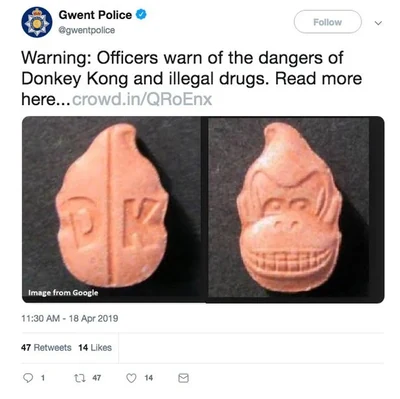 Gwent Police
@gwentpolice
Follow
Warning: Officers warn of the dangers of
Donkey Kong and illegal drugs. Read more
here...crowd.in/QRoEnx
D K
Image from Google
11:30 AM - 18 Apr 2019
47 Retweets 14 Likes
1 47 14